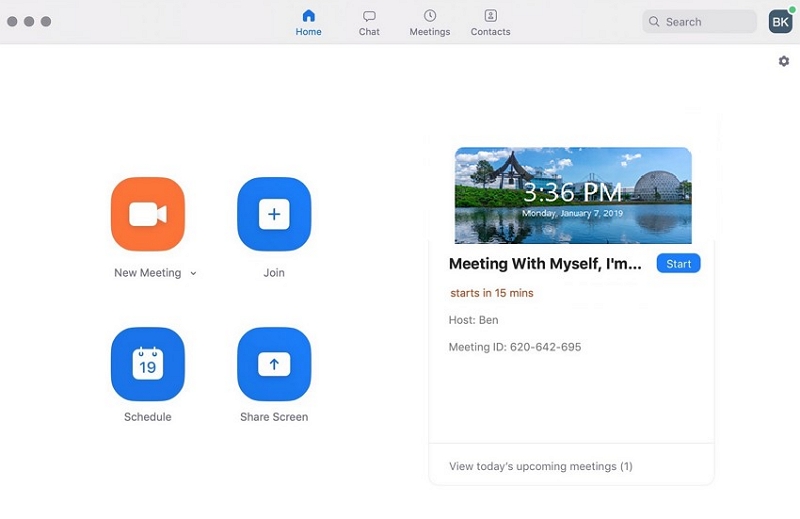 Home
Chat
Meetings
Contacts
Search
BK
New Meeting
Join
19
Schedule
Share Screen
3:36 PM
Monday, January 7, 2019
Meeting With Myself, I'm...
Start
starts in 15 mins
Host: Ben
Meeting ID: 620-642-695
View today's upcoming meetings (1)